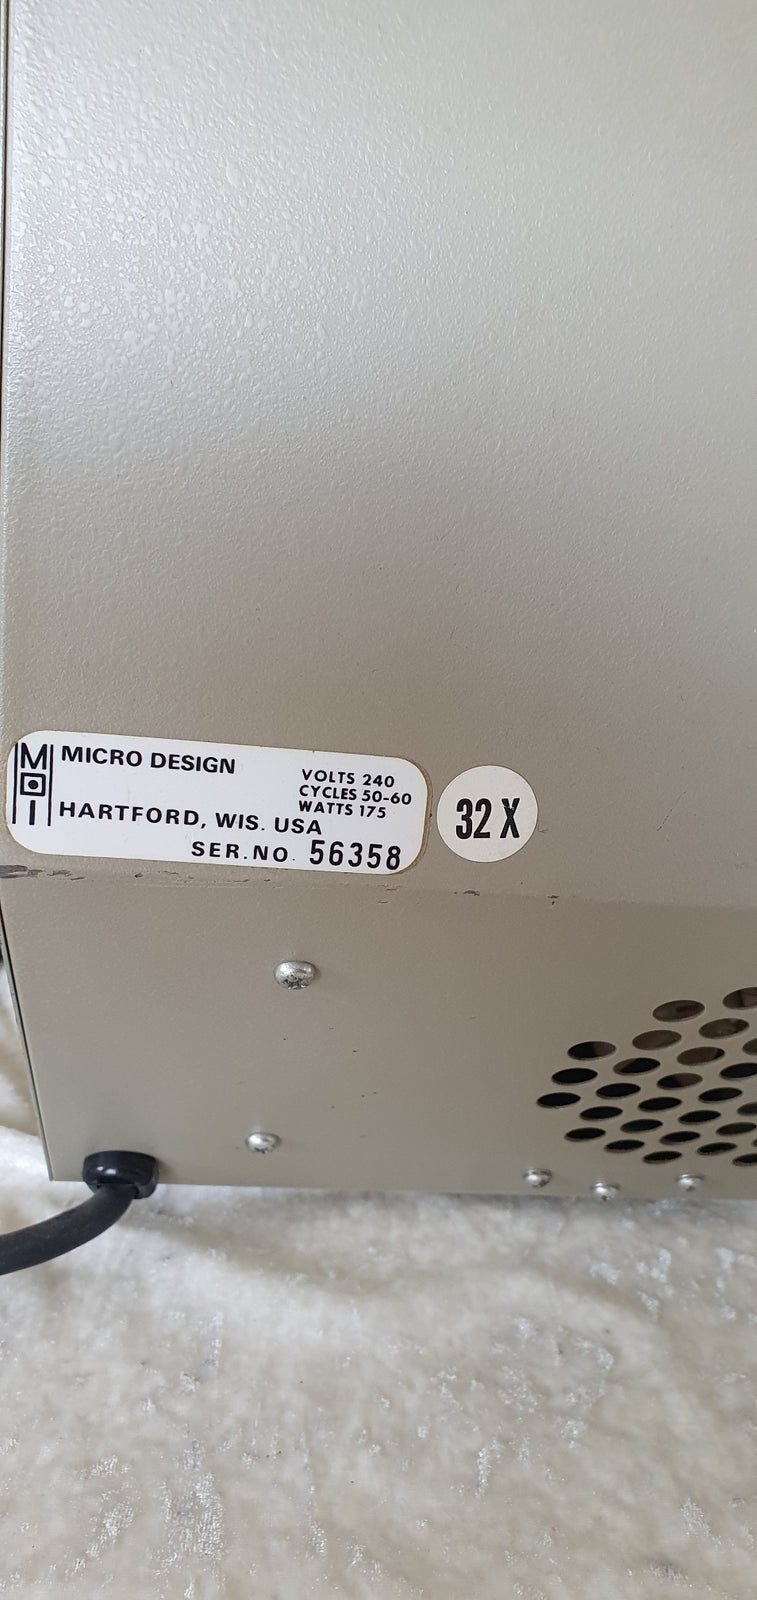 MDI
MICRO DESIGN
VOLTS 240
CYCLES 50-60
WATTS 175
HARTFORD, WIS. USA
SER.NO. 56358
32 X